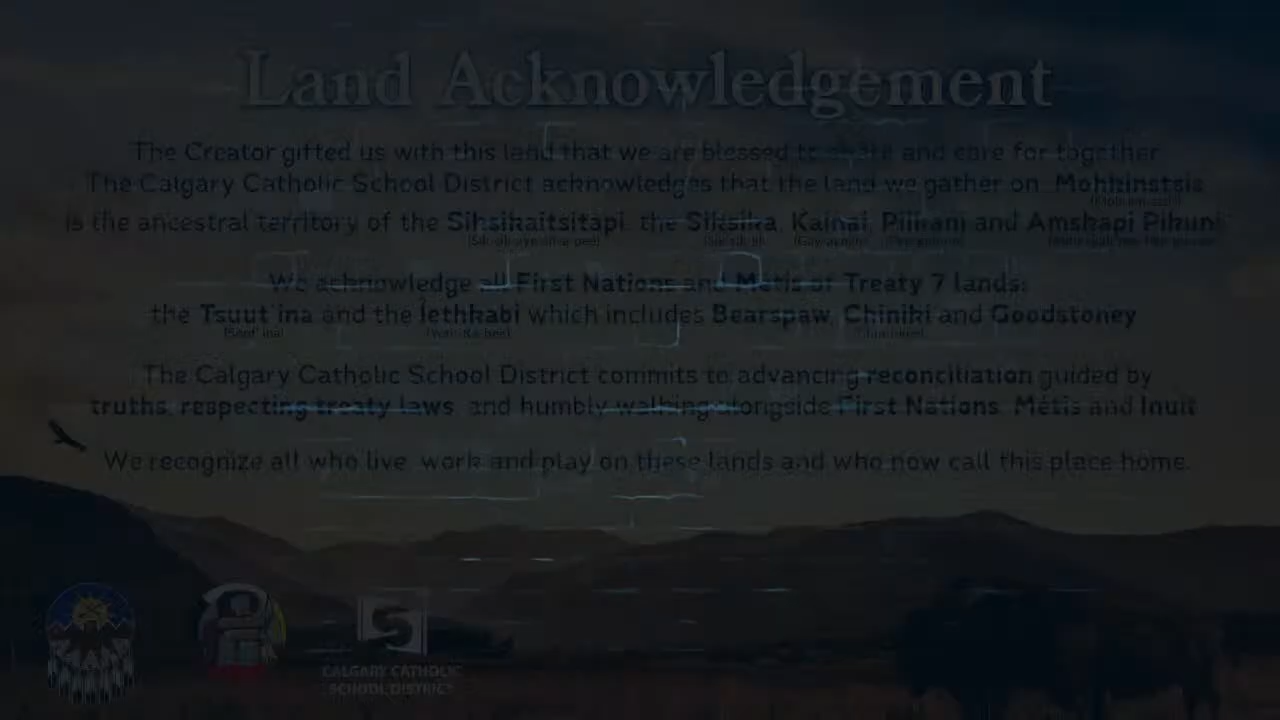 Land Acknowledgement
The Creator gifted us with this land that we are blessed to share and care for together
The Calgary Catholic School District acknowledges that the land we gather on, Mohkinstsis
is the ancestral territory of the Siksikaitsitapi: the Siksika, Kainai, Piikani and Amskapi Pikuni
We acknowledge all First Nations and Métis of Treaty 7 lands:
the Tsuut'ina and the Îethkabi which includes Bearspaw, Chiniki and Goodstoney
The Calgary Catholic School District commits to advancing reconciliation guided by
truths, respecting treaty laws, and humbly walking alongside First Nations, Métis and Inuit
We recognize all who live, work and play on these lands and who now call this place home.
CALGARY CATHOLIC
SCHOOL DISTRICT